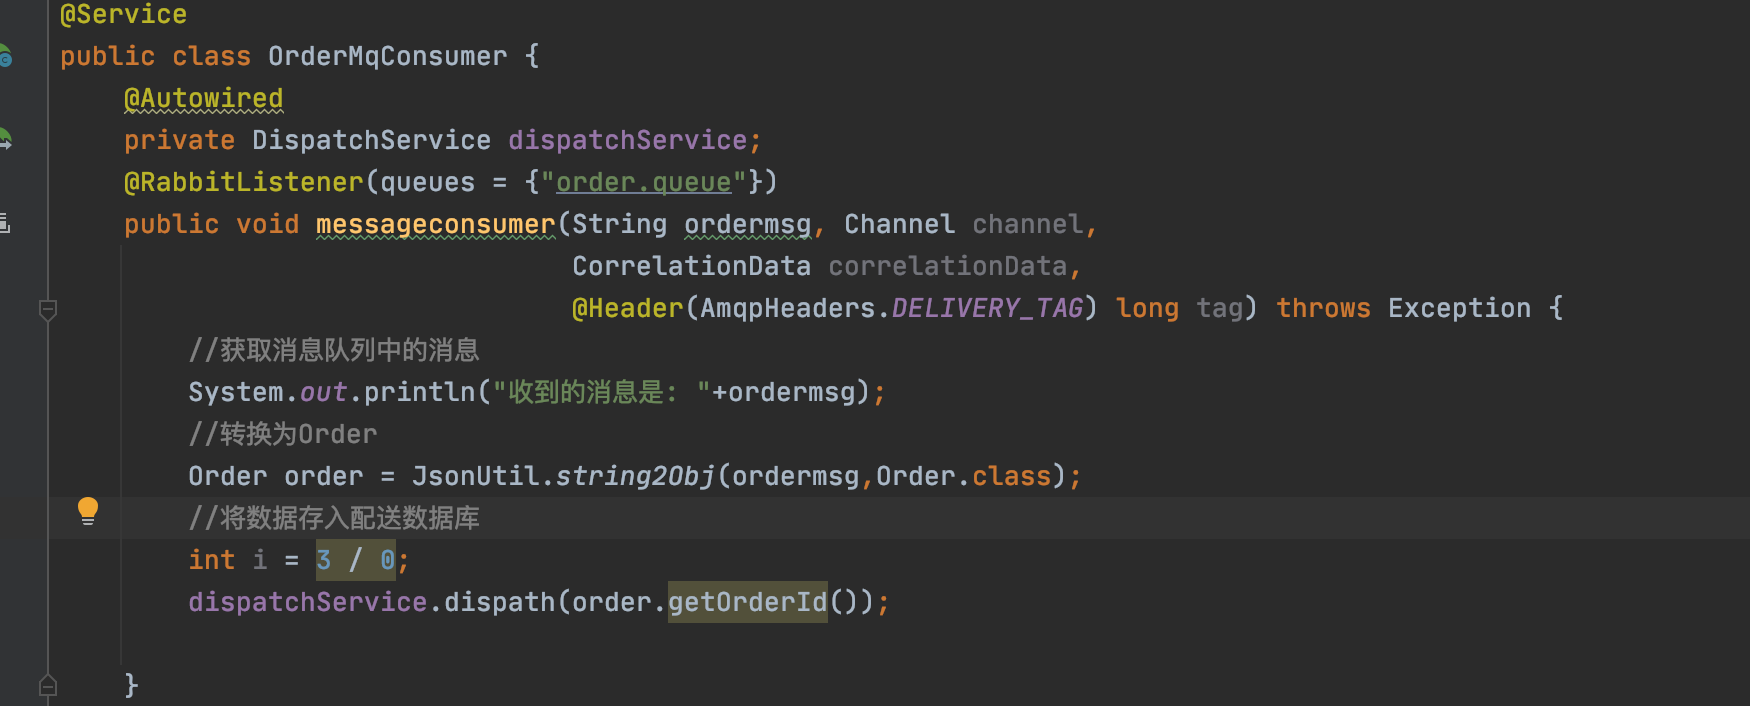 @Service
public class OrderMqConsumer {
@Autowired
private DispatchService dispatchService;
@RabbitListener(queues = {"order.queue"})
public void messageconsumer(String ordermsg, Channel channel,
CorrelationData correlationData,
@Header(AmqpHeaders.DELIVERY_TAG) long tag) throws Exception {
//获取消息队列中的消息
System.out.println("收到的消息是: "+ordermsg);
//转换为Order
Order order = JsonUtil.string2Obj(ordermsg,Order.class);
//将数据存入配送数据库
int i = 3 / 0;
dispatchService.dispath(order.getOrderId());
}